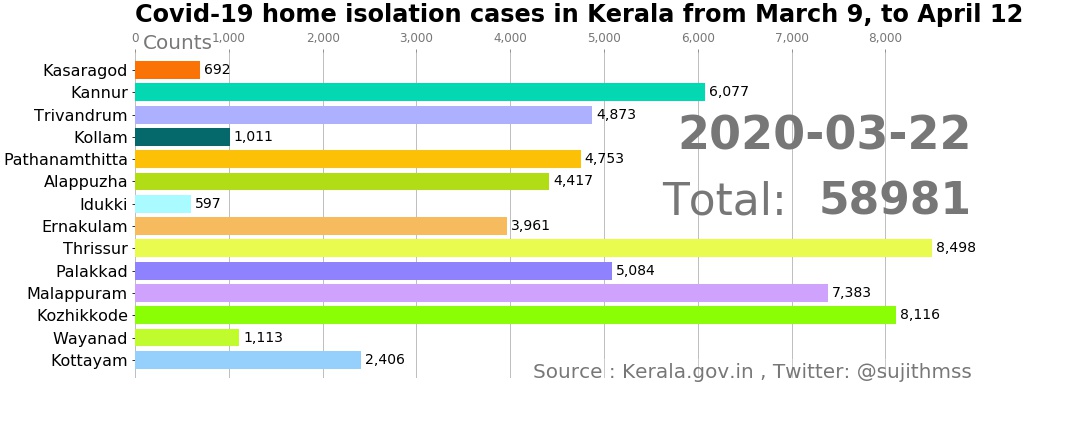 Covid-19 home isolation cases in Kerala from March 9, to April 12
0 1,000 2,000 3,000 4,000 5,000 6,000 7,000 8,000
Counts
Kasaragod 692
Kannur 6,077
Trivandrum 4,873
Kollam 1,011
2020-03-22
Pathanamthitta 4,753
Alappuzha 4,417
Idukki 597
Total: 58981
Ernakulam 3,961
Thrissur 8,498
Palakkad 5,084
Malappuram 7,383
Kozhikkode 8,116
Wayanad 1,113
Kottayam 2,406
Source : Kerala.gov.in , Twitter: @sujithmss